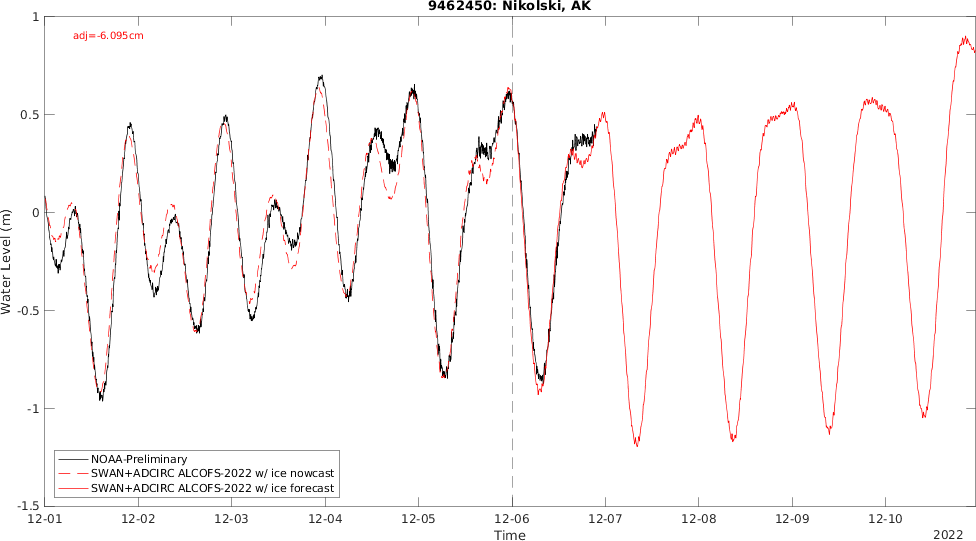 9462450: Nikolski, AK
adj=-6.095cm
1
0.5
0
-0.5
-1
-1.5
Water Level (m)
NOAA-Preliminary
SWAN+ADCIRC ALCOFS-2022 w/ ice nowcast
SWAN+ADCIRC ALCOFS-2022 w/ ice forecast
12-01 12-02 12-03 12-04 12-05 12-06 12-07 12-08 12-09 12-10
Time
2022